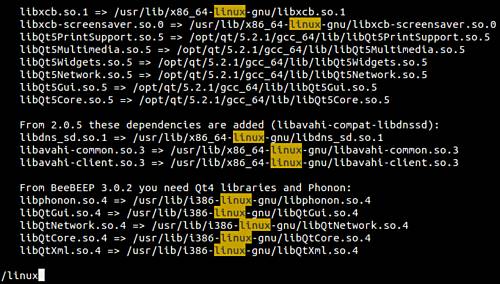 libxcb.so.1 => /usr/lib/x86_64-linux-gnu/libxcb.so.1
libxcb-screensaver.so.0 => /usr/lib/x86_64-linux-gnu/libxcb-screensaver.so.0
libQt5PrintSupport.so.5 => /opt/qt/5.2.1/gcc_64/lib/libQt5PrintSupport.so.5
libQt5Multimedia.so.5 => /opt/qt/5.2.1/gcc_64/lib/libQt5Multimedia.so.5
libQt5Widgets.so.5 => /opt/qt/5.2.1/gcc_64/lib/libQt5Widgets.so.5
libQt5Network.so.5 => /opt/qt/5.2.1/gcc_64/lib/libQt5Network.so.5
libQt5Gui.so.5 => /opt/qt/5.2.1/gcc_64/lib/libQt5Gui.so.5
libQt5Core.so.5 => /opt/qt/5.2.1/gcc_64/lib/libQt5Core.so.5
From 2.0.5 these dependencies are added (libavahi-compat-libdnssd):
libdns_sd.so.1 => /usr/lib/x86_64-linux-gnu/libdns_sd.so.1
libavahi-common.so.3 => /usr/lib/x86_64-linux-gnu/libavahi-common.so.3
libavahi-client.so.3 => /usr/lib/x86_64-linux-gnu/libavahi-client.so.3
From BeeBEEP 3.0.2 you need Qt4 libraries and Phonon:
libphonon.so.4 => /usr/lib/i386-linux-gnu/libphonon.so.4
libQtGui.so.4 => /usr/lib/i386-linux-gnu/libQtGui.so.4
libQtNetwork.so.4 => /usr/lib/i386-linux-gnu/libQtNetwork.so.4
libQtCore.so.4 => /usr/lib/i386-linux-gnu/libQtCore.so.4
libQtXml.so.4 => /usr/lib/i386-linux-gnu/libQtXml.so.4
/linux